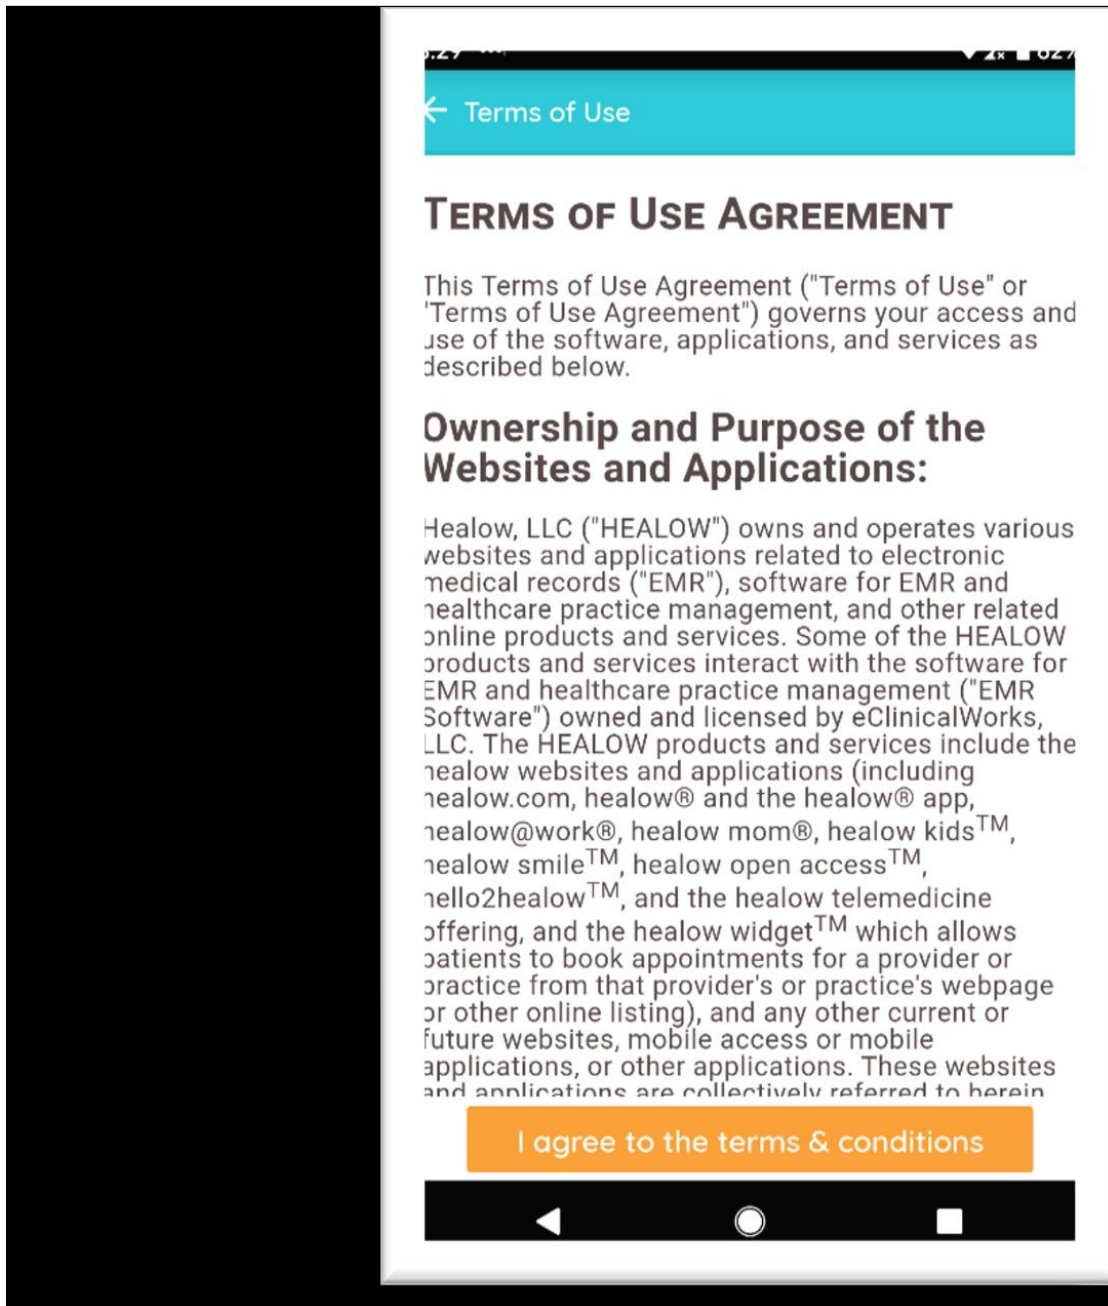 Terms of Use
TERMS OF USE AGREEMENT
This Terms of Use Agreement ("Terms of Use" or
"Terms of Use Agreement") governs your access and
use of the software, applications, and services as
described below.
Ownership and Purpose of the
Websites and Applications:
Healow, LLC ("HEALOW") owns and operates various
websites and applications related to electronic
medical records ("EMR"), software for EMR and
healthcare practice management, and other related
online products and services. Some of the HEALOW
products and services interact with the software for
EMR and healthcare practice management ("EMR
Software") owned and licensed by eClinicalWorks,
LLC. The HEALOW products and services include the
healow websites and applications (including
healow.com, healow® and the healow® app,
healow@work®, healow mom®, healow kids™,
healow smile™, healow open access™,
hello2healow™, and the healow telemedicine
offering, and the healow widget™ which allows
patients to book appointments for a provider or
practice from that provider's or practice's webpage
or other online listing), and any other current or
future websites, mobile access or mobile
applications, or other applications. These websites
and applications are collectively referred to herein
I agree to the terms & conditions